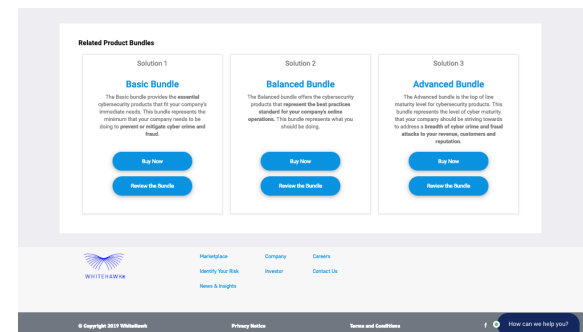 Related Product Bundles
Solution 1
Basic Bundle
The Basic bundle provides the essential
cybersecurity products that fit your company's
immediate needs. This bundle represents the
minimum that your company needs to be
doing to prevent or mitigate cyber crime and
fraud.
Buy Now
Review the Bundle
Solution 2
Balanced Bundle
The Balanced bundle offers the cybersecurity
products that represent the best practices
standard for your company's online
operations. This bundle represents what you
should be doing.
Buy Now
Review the Bundle
Solution 3
Advanced Bundle
The Advanced bundle is the top of line
maturity level for cybersecurity products. This
bundle represents the level of cyber maturity
that your company should be striving towards
to address a breadth of cyber crime and fraud
attacks to your revenue, customers and
reputation.
Buy Now
Review the Bundle
WHITEHAWK
Marketplace
Identify Your Risk
News & Insights
Company
Investor
Careers
Contact Us
© Copyright 2019 WhiteHawk
Privacy Notice
Terms and Conditions
f
How can we help you?